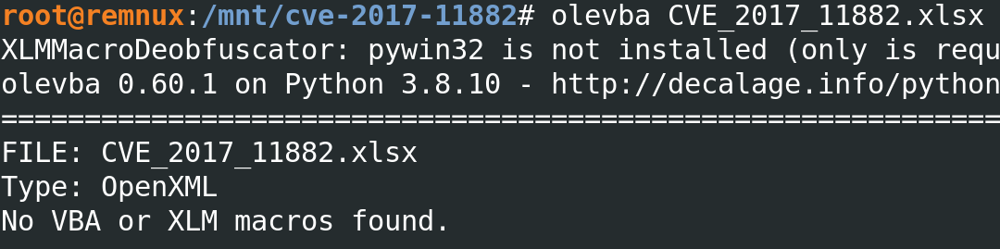 root@remnux:/mnt/cve-2017-11882# olevba CVE_2017_11882.xlsx
XLMMacroDeobfuscator: pywin32 is not installed (only is requ
olevba 0.60.1 on Python 3.8.10 - http://decalage.info/python
============================================================
FILE: CVE_2017_11882.xlsx
Type: OpenXML
No VBA or XLM macros found.